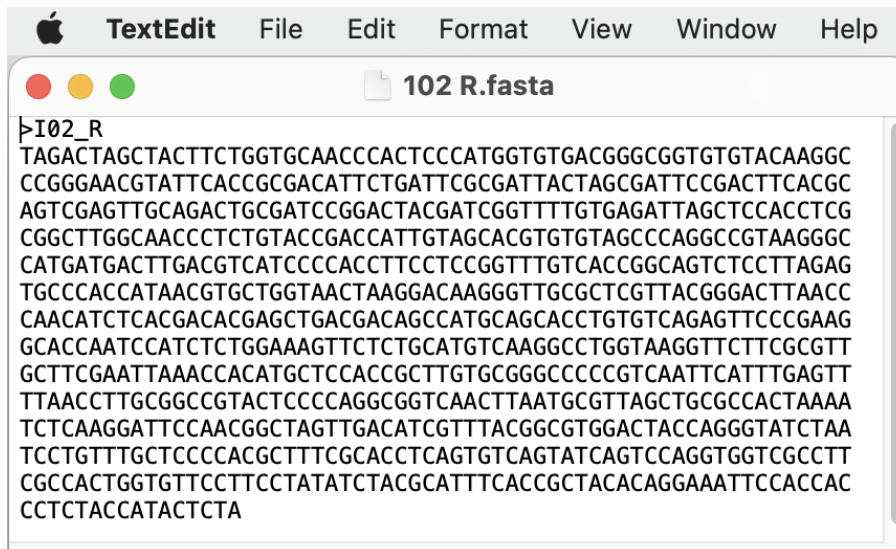 TextEdit File Edit Format View Window Help
102 R.fasta
>I02_R
TAGACTAGCTACTTCTGGTGCAACCCACTCCCATGGTGTGACGGGCGGTGTGTACAAGGC
CCGGGAACGTATTCACCGCGACATTCTGATTCGCGATTACTAGCGATTCCGACTTCACGC
AGTCGAGTTGCAGACTGCGATCCGGACTACGATCGGTTTTGTGAGATTAGCTCCACCTCG
CGGCTTGGCAACCCTCTGTACCGACCATTGTAGCACGTGTGTAGCCCAGGCCGTAAGGGC
CATGATGACTTGACGTCATCCCCACCTTCCTCCGGTTTGTCACCGGCAGTCTCCTTAGAG
TGCCCACCATAACGTGCTGGTAACTAAGGACAAGGGTTGCGCTCGTTACGGGACTTAACC
CAACATCTCACGACACGAGCTGACGACAGCCATGCAGCACCTGTGTCAGAGTTCCCGAAG
GCACCAATCCATCTCTGGAAAGTTCTCTGCATGTCAAGGCCTGGTAAGGTTCTTCGCGTT
GCTTCGAATTAAACCACATGCTCCACCGCTTGTGCGGGCCCCCGTCAATTCATTTGAGTT
TTAACCTTGCGGCCGTACTCCCCAGGCGGTCAACTTAATGCGTTAGCTGCGCCACTAAAA
TCTCAAGGATTCCAACGGCTAGTTGACATCGTTTACGGCGTGGACTACCAGGGTATCTAA
TCCTGTTTGCTCCCCACGCTTTCGCACCTCAGTGTCAGTATCAGTCCAGGTGGTCGCCTT
CGCCACTGGTGTTCCTTCCTATATCTACGCATTTCACCGCTACACAGGAAATTCCACCAC
CCTCTACCATACTCTA